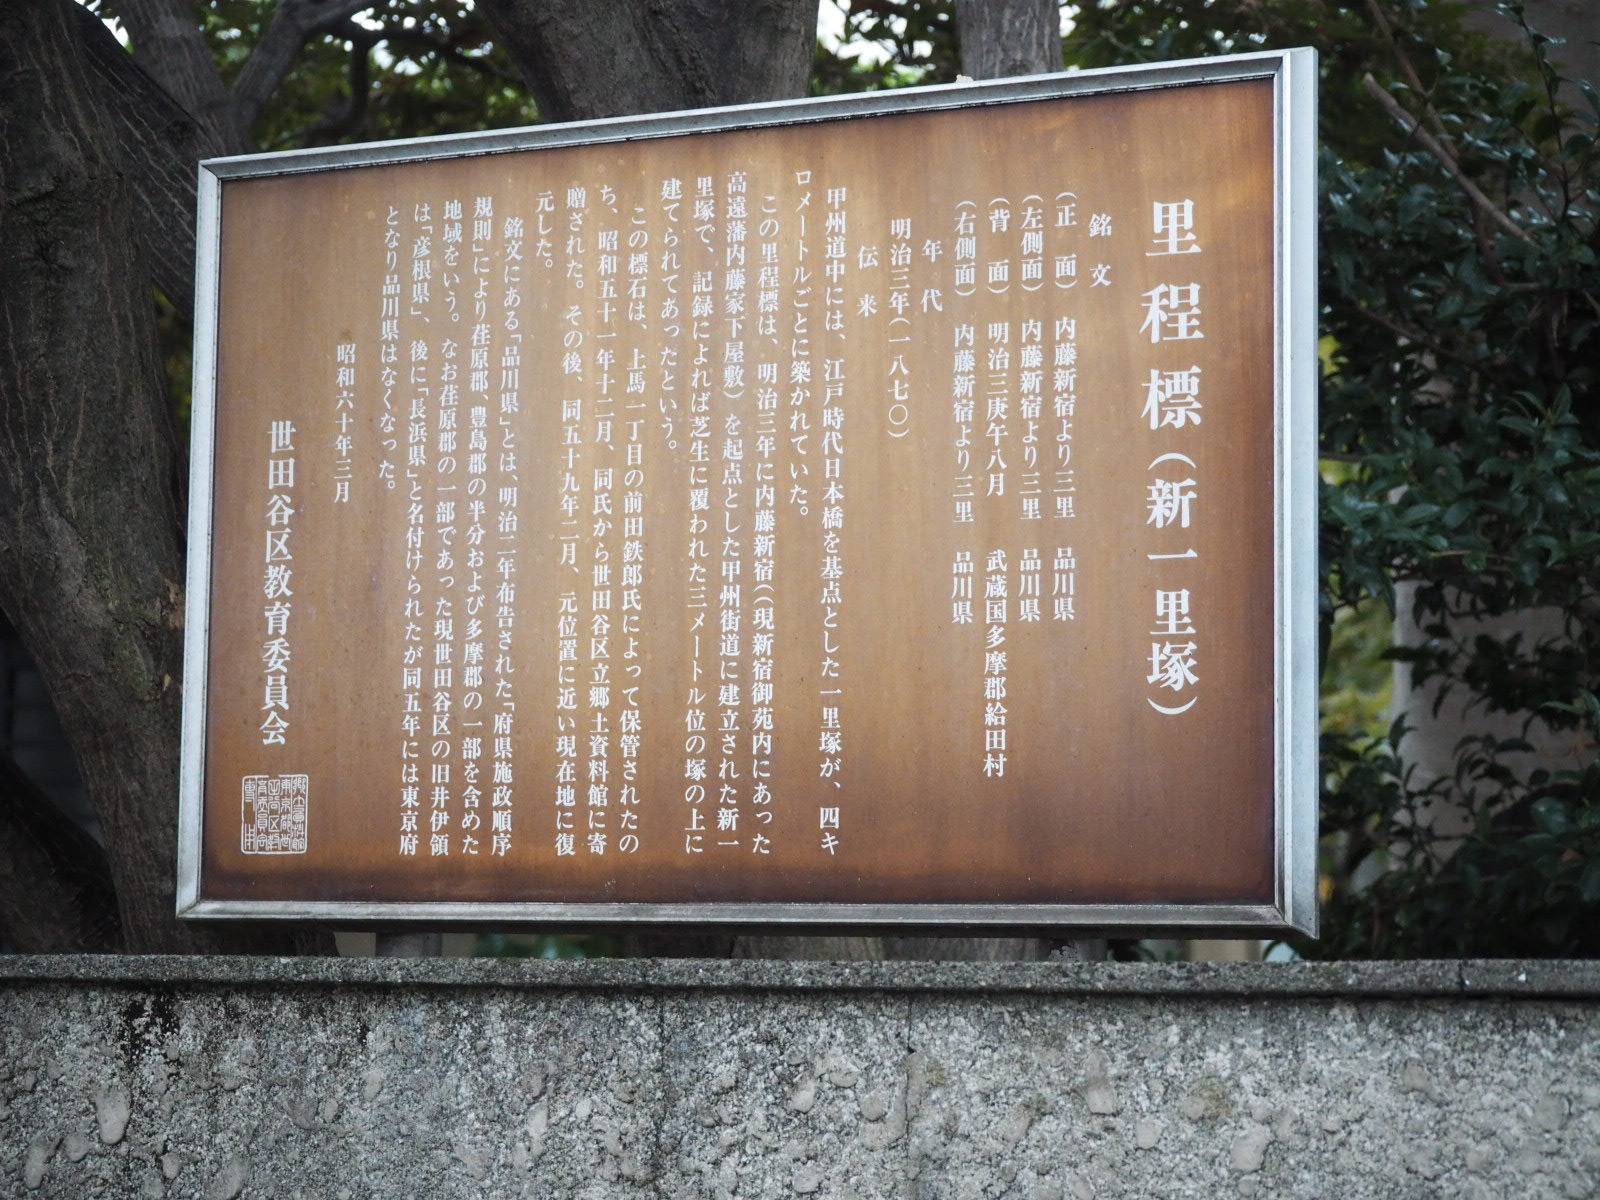 里程標（新一里塚）
銘文
（正　面）　内藤新宿より三里　品川県
（左側面）　内藤新宿より三里　品川県
（背　面）　明治三庚午八月　武蔵国多摩郡給田村
（右側面）　内藤新宿より三里　品川県
年代
明治三年（一八七〇）
伝来
甲州道中には、江戸時代日本橋を基点とした一里塚が、四キ
ロメートルごとに築かれていた。
この里程標は、明治三年に内藤新宿（（現新宿御苑内にあった
高遠藩内藤家下屋敷）を起点とした甲州街道に建立された新一
里塚で、記録によれば芝生に覆われた三メートル位の塚の上に
建てられてあったという。
この標石は、上馬一丁目の前田鉄郎氏によって保管されたの
ち、昭和五十一年十二月、同氏から世田谷区立郷土資料館に寄
贈された。その後、同五十九年二月、元位置に近い現在地に復
元した。
銘文にある「品川県」とは、明治二年布告された「府県施政順序
規則」により荏原郡、豊島郡の半分および多摩郡の一部を含めた
地域をいう。なお荏原郡の一部であった現世田谷区の旧井伊領
は「彦根県」、後に「長浜県」と名付けられたが同五年には東京府
となり品川県はなくなった。
昭和六十年三月
世田谷区教育委員会